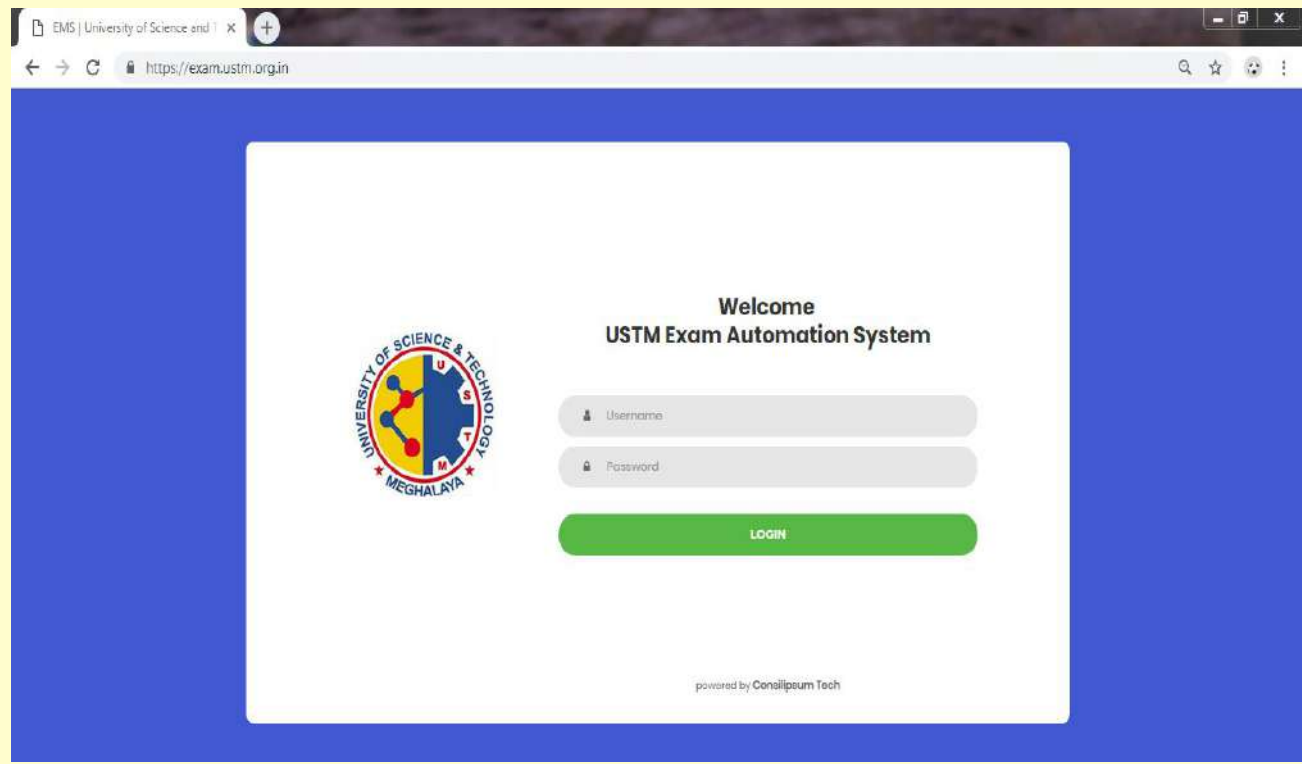 EMS | University of Science and T
https://exam.ustm.org.in
Welcome
USTM Exam Automation System
UNIVERSITY OF SCIENCE & TECHNOLOGY
U
S
T
M
MEGHALAYA
Username
Password
LOGIN
powered by Consilipsum Tech